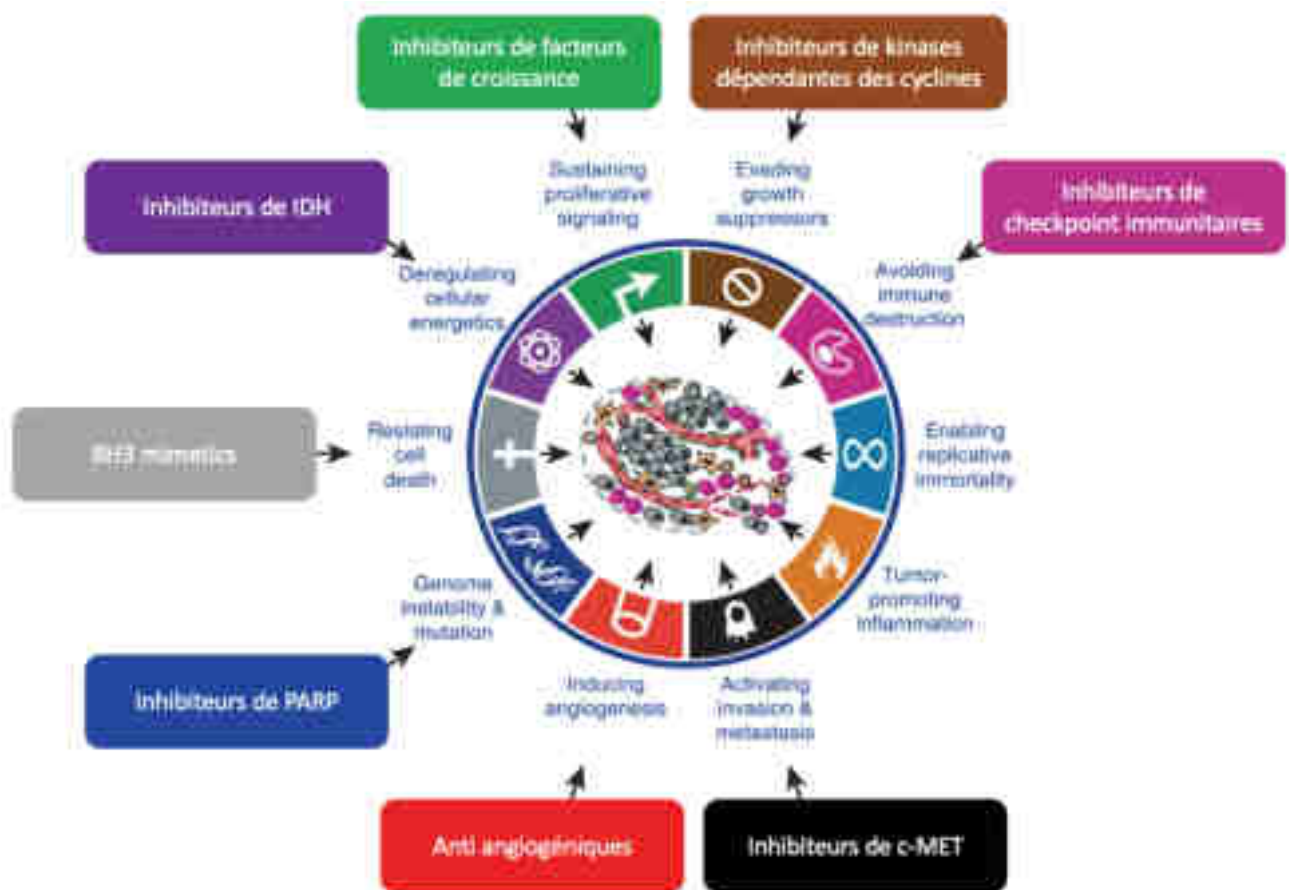 Inhibiteurs de facteurs
de croissance
Inhibiteurs de kinases
dépendantes des cyclines
Sustaining
proliferative
signaling
Evading
growth
suppressors
Inhibiteurs de IDH
Inhibiteurs de
checkpoint immunitaires
Deregulating
cellular
energetics
Avoiding
immune
destruction
BH3 mimetics
Resisting
cell
death
Enabling
replicative
immortality
Genome
instability &
mutation
Tumor-
promoting
inflammation
Inhibiteurs de PARP
Inducing
angiogenesis
Activating
invasion &
metastasis
Anti angiogéniques
Inhibiteurs de c-MET